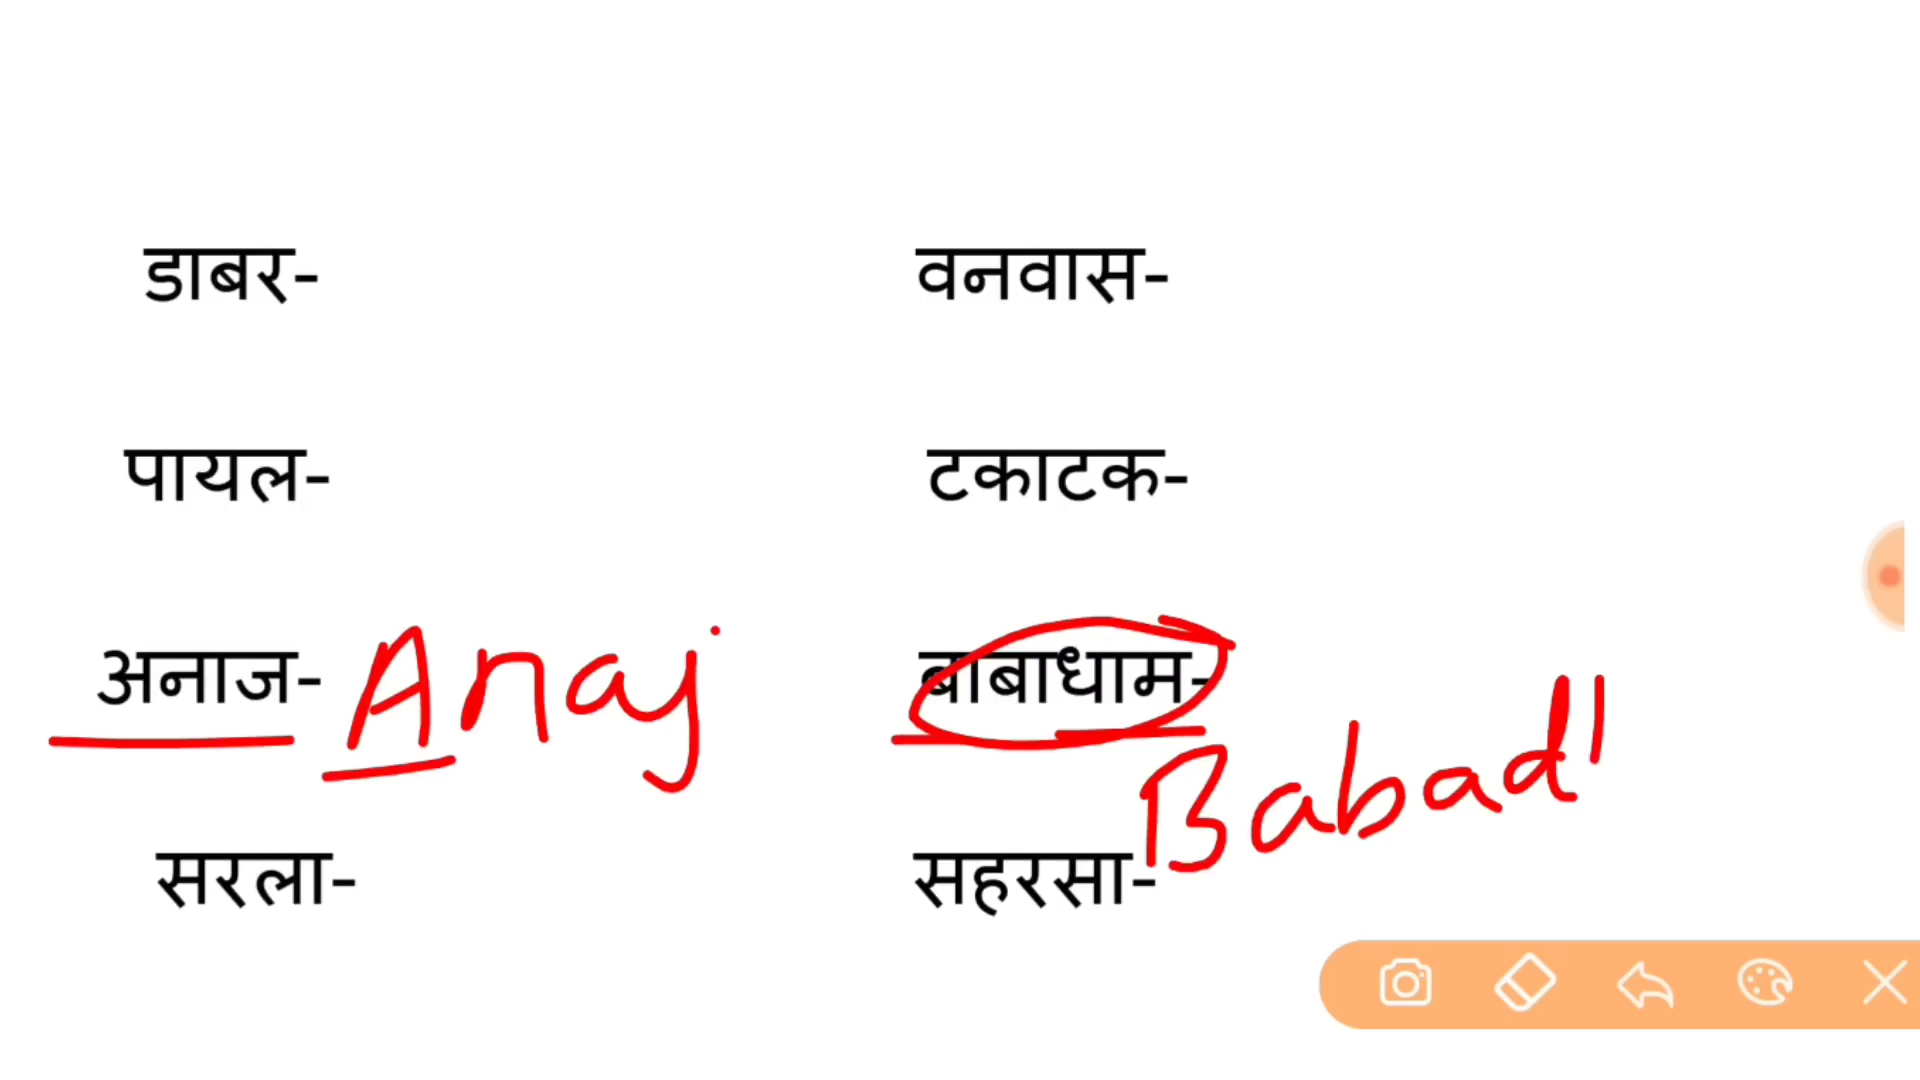 डाबर- वनवास-
पायल- टकाटक-
अनाज- Anaj बाबाधाम-
Babad
सरला- सहरसा-